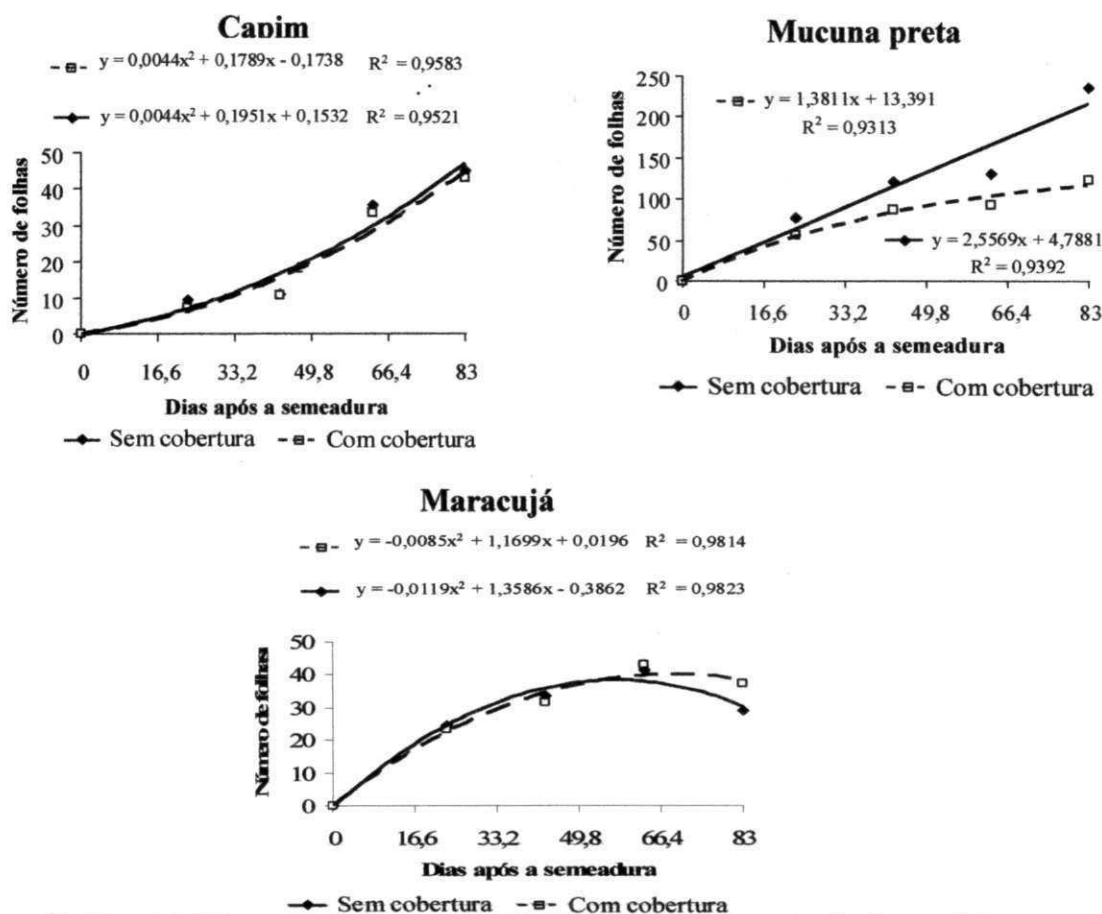 Capim
y = 0,0044x² + 0,1789x - 0,1738 R² = 0,9583
y = 0,0044x² + 0,1951x + 0,1532 R² = 0,9521
Número de folhas
50
40
30
20
10
0
0 16,6 33,2 49,8 66,4 83
Dias após a semeadura
Sem cobertura Com cobertura
Mucuna preta
y = 1,3811x + 13,391
R² = 0,9313
y = 2,5569x + 4,7881
R² = 0,9392
Número de folhas
250
200
150
100
50
0
0 16,6 33,2 49,8 66,4 83
Dias após a semeadura
Sem cobertura Com cobertura
Maracujá
y = -0,0085x² + 1,1699x + 0,0196 R² = 0,9814
y = -0,0119x² + 1,3586x - 0,3862 R² = 0,9823
Número de folhas
50
40
30
20
10
0
0 16,6 33,2 49,8 66,4 83
Dias após a semeadura
Sem cobertura Com cobertura